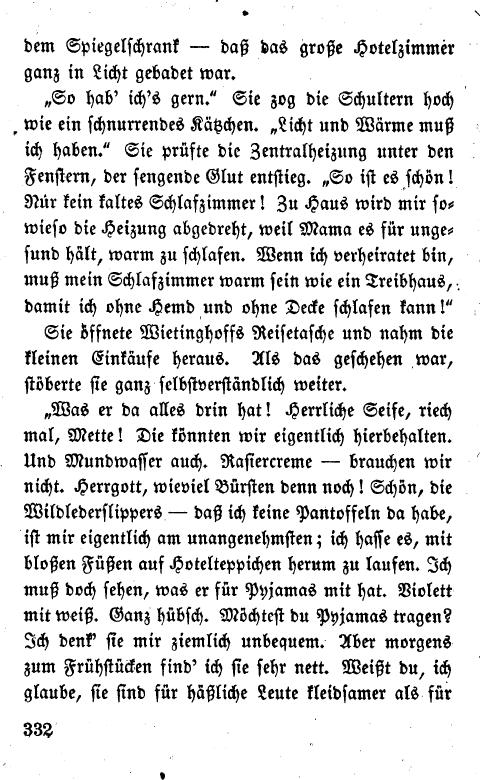 dem Spiegelschrank — daß das große Hotelzimmer
ganz in Licht gebadet war.
„So hab' ich's gern.“ Sie zog die Schultern hoch
wie ein schnurrendes Kätzchen. „Licht und Wärme muß
ich haben.“ Sie prüfte die Zentralheizung unter den
Fenstern, der sengende Glut entstieg. „So ist es schön!
Nur kein kaltes Schlafzimmer! Zu Haus wird mir so-
wieso die Heizung abgedreht, weil Mama es für unge-
sund hält, warm zu schlafen. Wenn ich verheiratet bin,
muß mein Schlafzimmer warm sein wie ein Treibhaus,
damit ich ohne Hemd und ohne Decke schlafen kann!“
Sie öffnete Wietinghoffs Reisetasche und nahm die
kleinen Einkäufe heraus. Als das geschehen war,
stöberte sie ganz selbstverständlich weiter.
„Was er da alles drin hat! Herrliche Seife, riech
mal, Mette! Die könnten wir eigentlich hierbehalten.
Und Mundwasser auch. Rasiercreme — brauchen wir
nicht. Herrgott, wieviel Bürsten denn noch! Schön, die
Wildlederslippers — daß ich keine Pantoffeln da habe,
ist mir eigentlich am unangenehmsten; ich hasse es, mit
bloßen Füßen auf Hotelteppichen herum zu laufen. Ich
muß doch sehen, was er für Pyjamas mit hat. Violett
mit weiß. Ganz hübsch. Möchtest du Pyjamas tragen?
Ich denk' sie mir ziemlich unbequem. Aber morgens
zum Frühstücken find' ich sie sehr nett. Weißt du, ich
glaube, sie sind für häßliche Leute kleidsamer als für
332